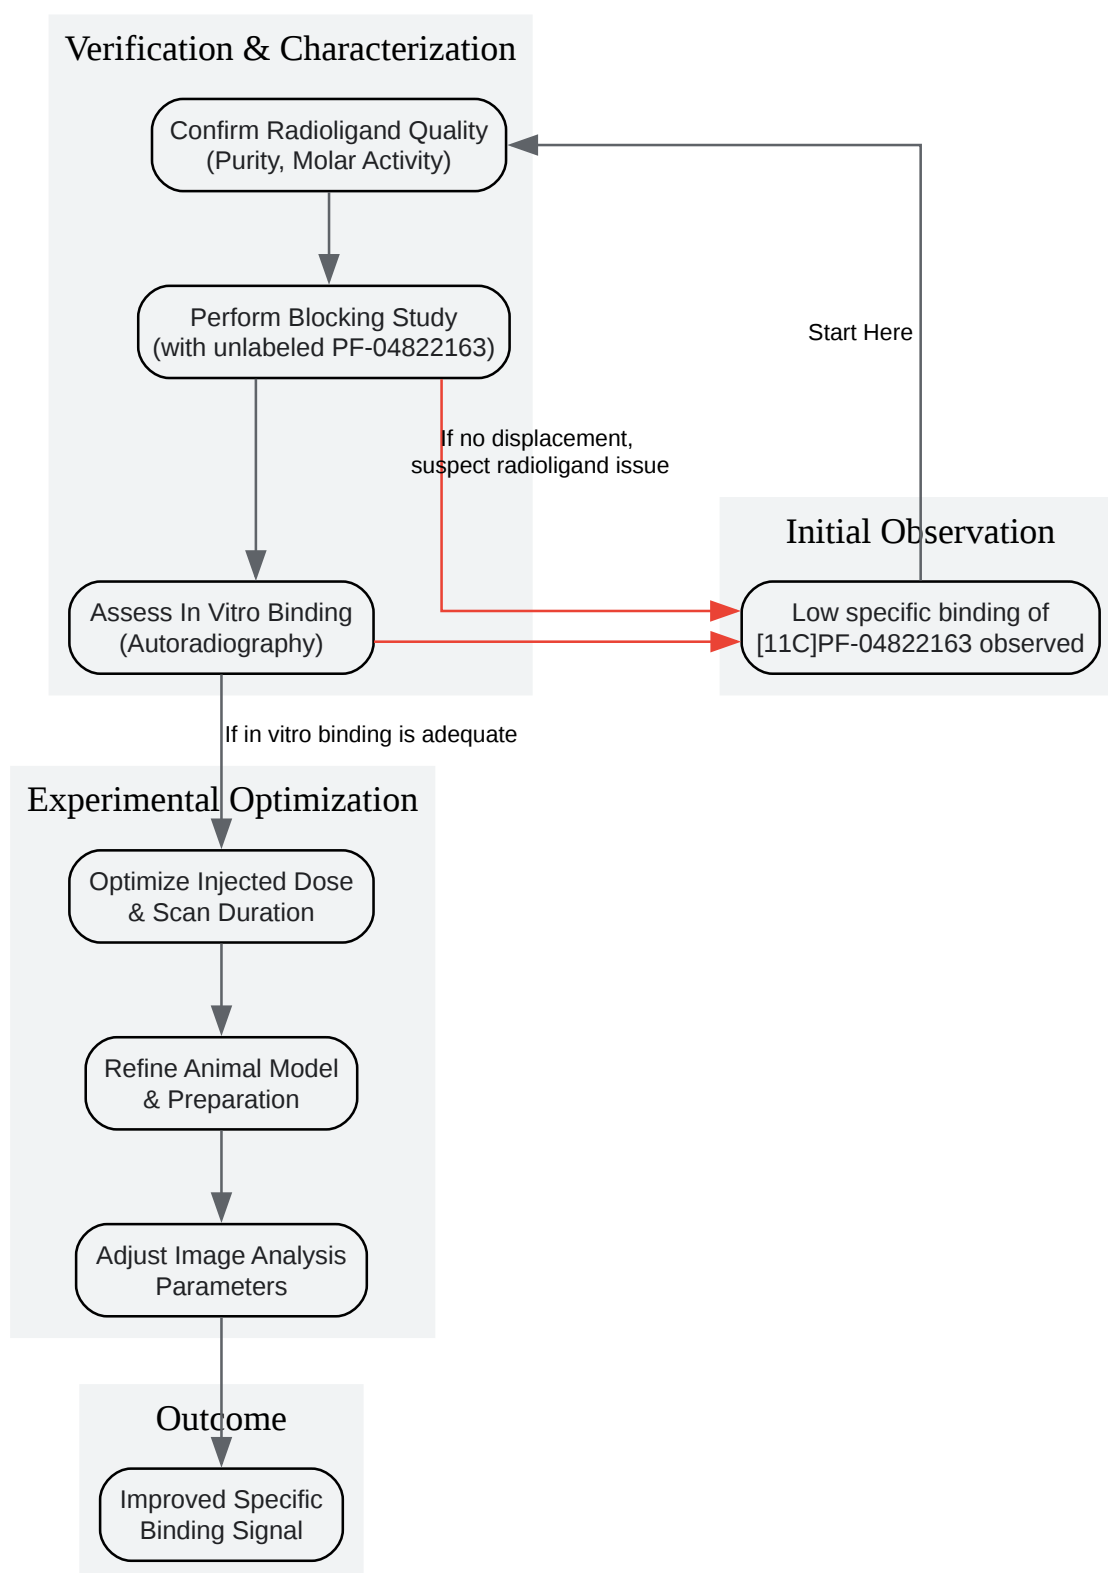 Verification & Characterization
Confirm Radioligand Quality
(Purity, Molar Activity)
Perform Blocking Study
(with unlabeled PF-04822163)
Start Here
If no displacement,
suspect radioligand issue
Initial Observation
Assess In Vitro Binding
(Autoradiography)
Low specific binding of
[11C]PF-04822163 observed
If in vitro binding is adequate
Experimental Optimization
Optimize Injected Dose
& Scan Duration
Refine Animal Model
& Preparation
Adjust Image Analysis
Parameters
Outcome
Improved Specific
Binding Signal